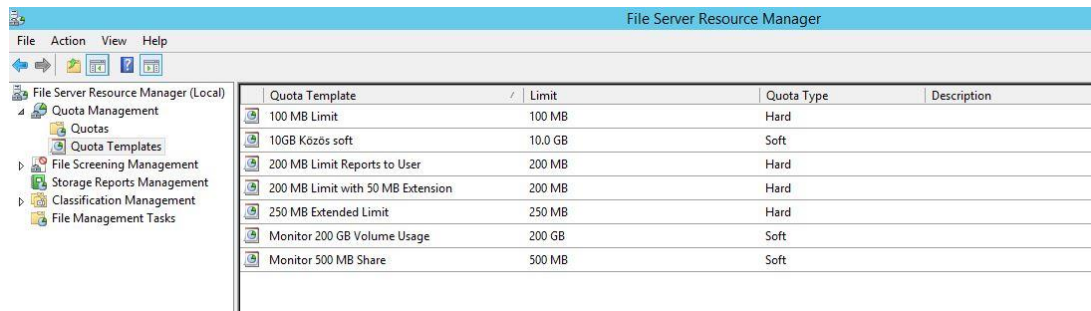 File Server Resource Manager
File Action View Help
File Server Resource Manager (Local)
Quota Management
Quotas
Quota Templates
File Screening Management
Storage Reports Management
Classification Management
File Management Tasks
Quota Template Limit Quota Type Description
100 MB Limit 100 MB Hard
10GB Közös soft 10.0 GB Soft
200 MB Limit Reports to User 200 MB Hard
200 MB Limit with 50 MB Extension 200 MB Hard
250 MB Extended Limit 250 MB Hard
Monitor 200 GB Volume Usage 200 GB Soft
Monitor 500 MB Share 500 MB Soft